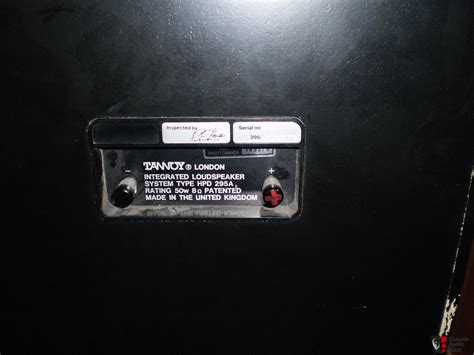 Inspected by
Serial no
295
TANNOY ® LONDON
INTEGRATED LOUDSPEAKER
SYSTEM TYPE HPD 295A,
RATING 50W 8Ω PATENTED
MADE IN THE UNITED KINGDOM
- +